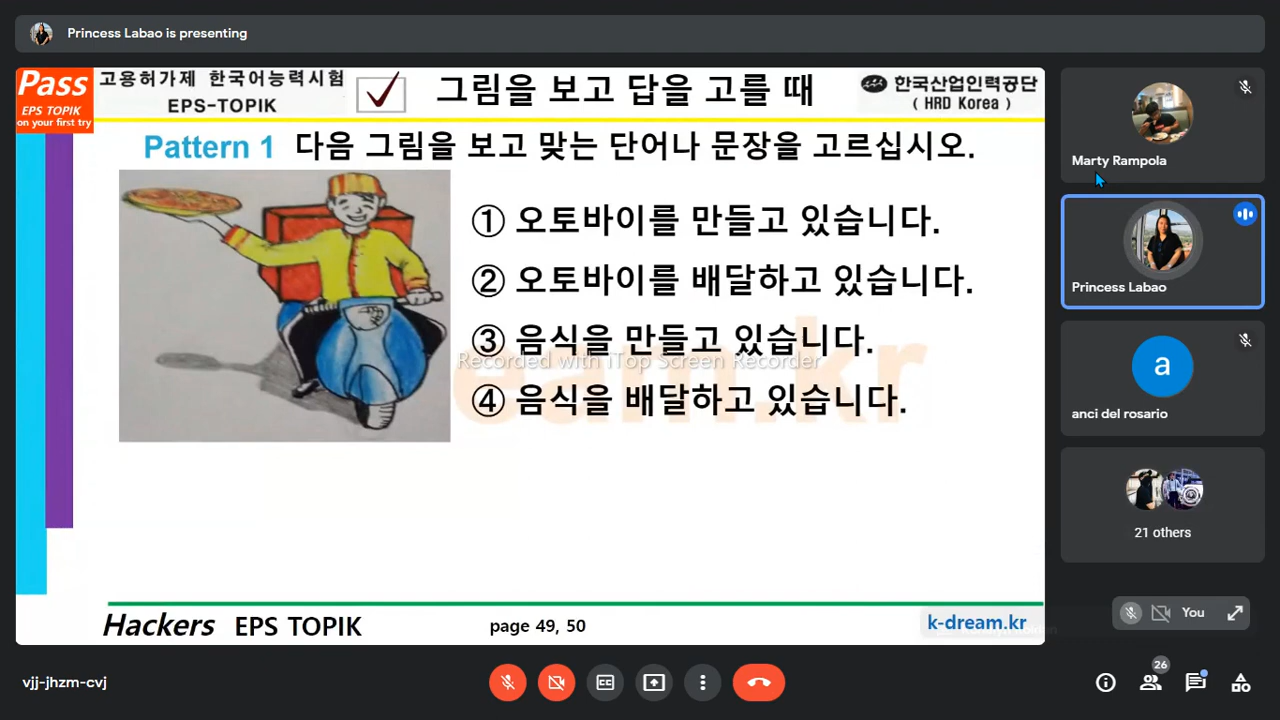 Princess Labao is presenting
Pass
EPS TOPIK
on your first try
고용허가제 한국어능력시험
EPS-TOPIK
그림을 보고 답을 고를 때
한국산업인력공단
( HRD Korea )
Pattern 1 다음 그림을 보고 맞는 단어나 문장을 고르십시오.
① 오토바이를 만들고 있습니다.
② 오토바이를 배달하고 있습니다.
③ 음식을 만들고 있습니다.
④ 음식을 배달하고 있습니다.
Recorded with iTop Screen Recorder
eam.kr
Hackers EPS TOPIK
page 49, 50
k-dream.kr
Marty Rampola
Princess Labao
a
anci del rosario
21 others
You
vjj-jhzm-cvj
CC
26